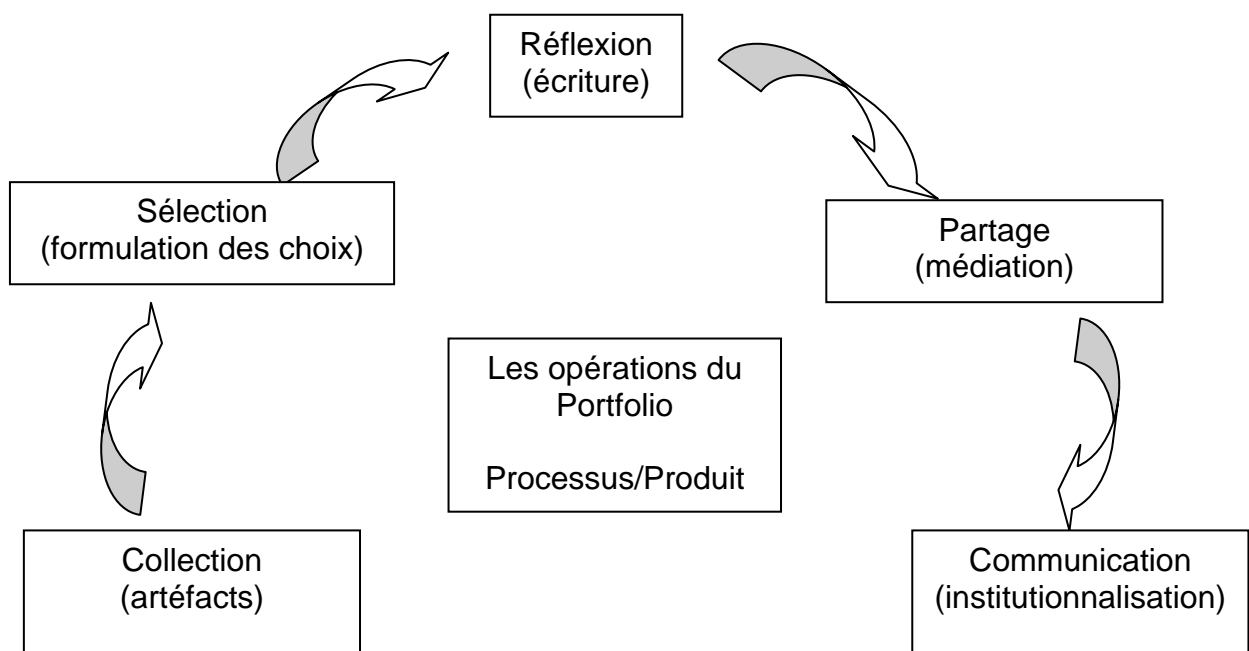 Réflexion
(écriture)
Sélection
(formulation des choix)
Partage
(médiation)
Les opérations du
Portfolio
Processus/Produit
Collection
(artéfacts)
Communication
(institutionnalisation)